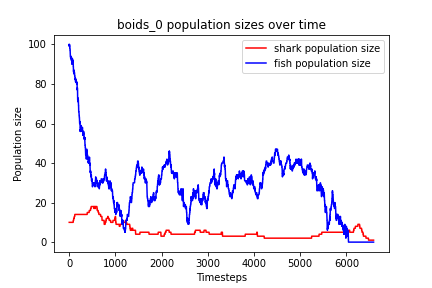 boids_0 population sizes over time
shark population size
fish population size
Population size
100
80
60
40
20
0
0 1000 2000 3000 4000 5000 6000
Timesteps